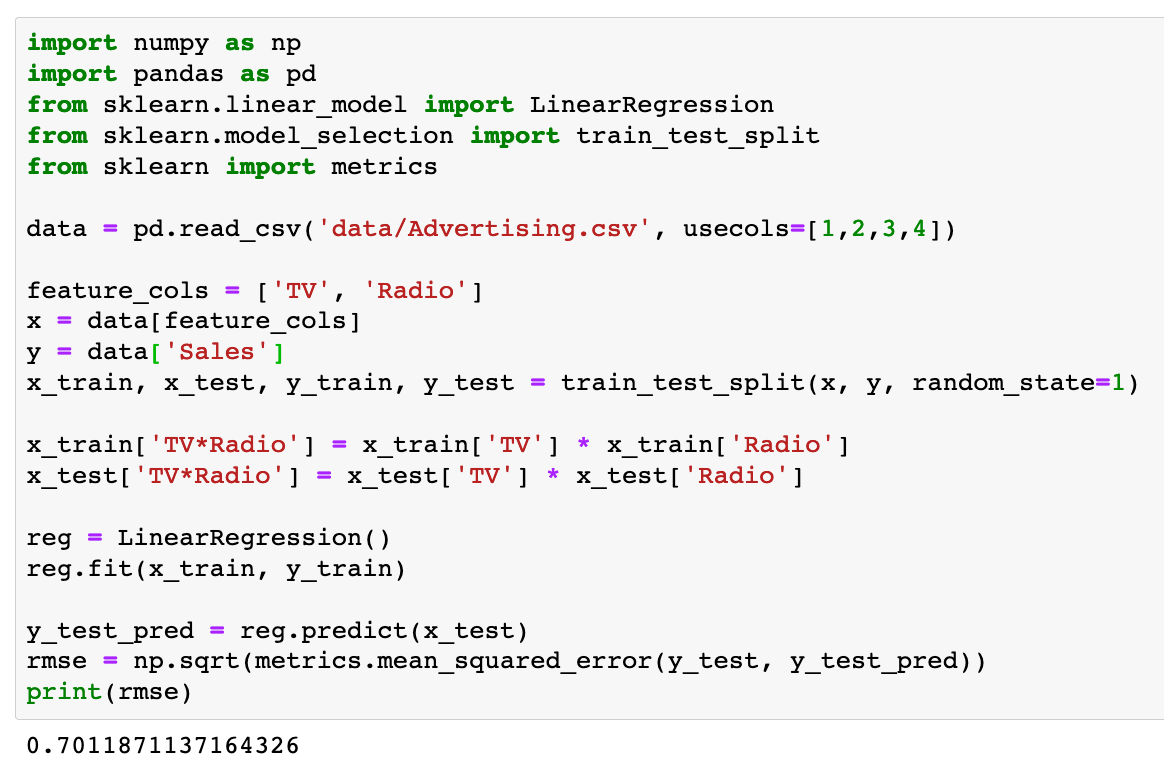 import numpy as np
import pandas as pd
from sklearn.linear_model import LinearRegression
from sklearn.model_selection import train_test_split
from sklearn import metrics
data = pd.read_csv('data/Advertising.csv', usecols=[1,2,3,4])
feature_cols = ['TV', 'Radio']
x = data[feature_cols]
y = data['Sales']
x_train, x_test, y_train, y_test = train_test_split(x, y, random_state=1)
x_train['TV*Radio'] = x_train['TV'] * x_train['Radio']
x_test['TV*Radio'] = x_test['TV'] * x_test['Radio']
reg = LinearRegression()
reg.fit(x_train, y_train)
y_test_pred = reg.predict(x_test)
rmse = np.sqrt(metrics.mean_squared_error(y_test, y_test_pred))
print(rmse)
0.7011871137164326